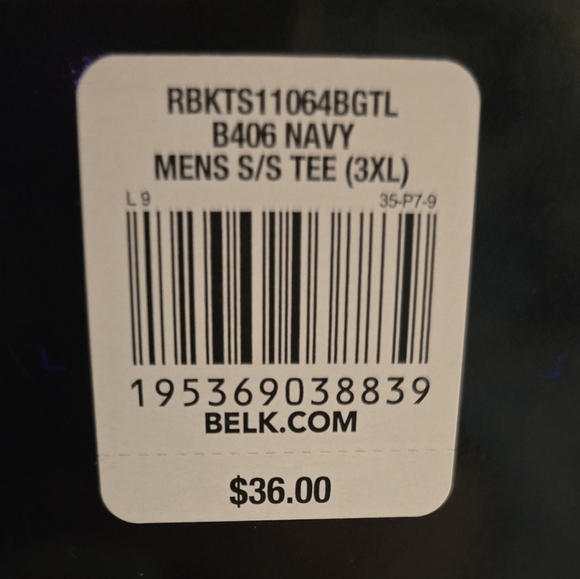 RBKTS11064BGTL
B406 NAVY
MENS S/S TEE (3XL)
L 9 35-P7-9
195369038839
BELK.COM
$36.00